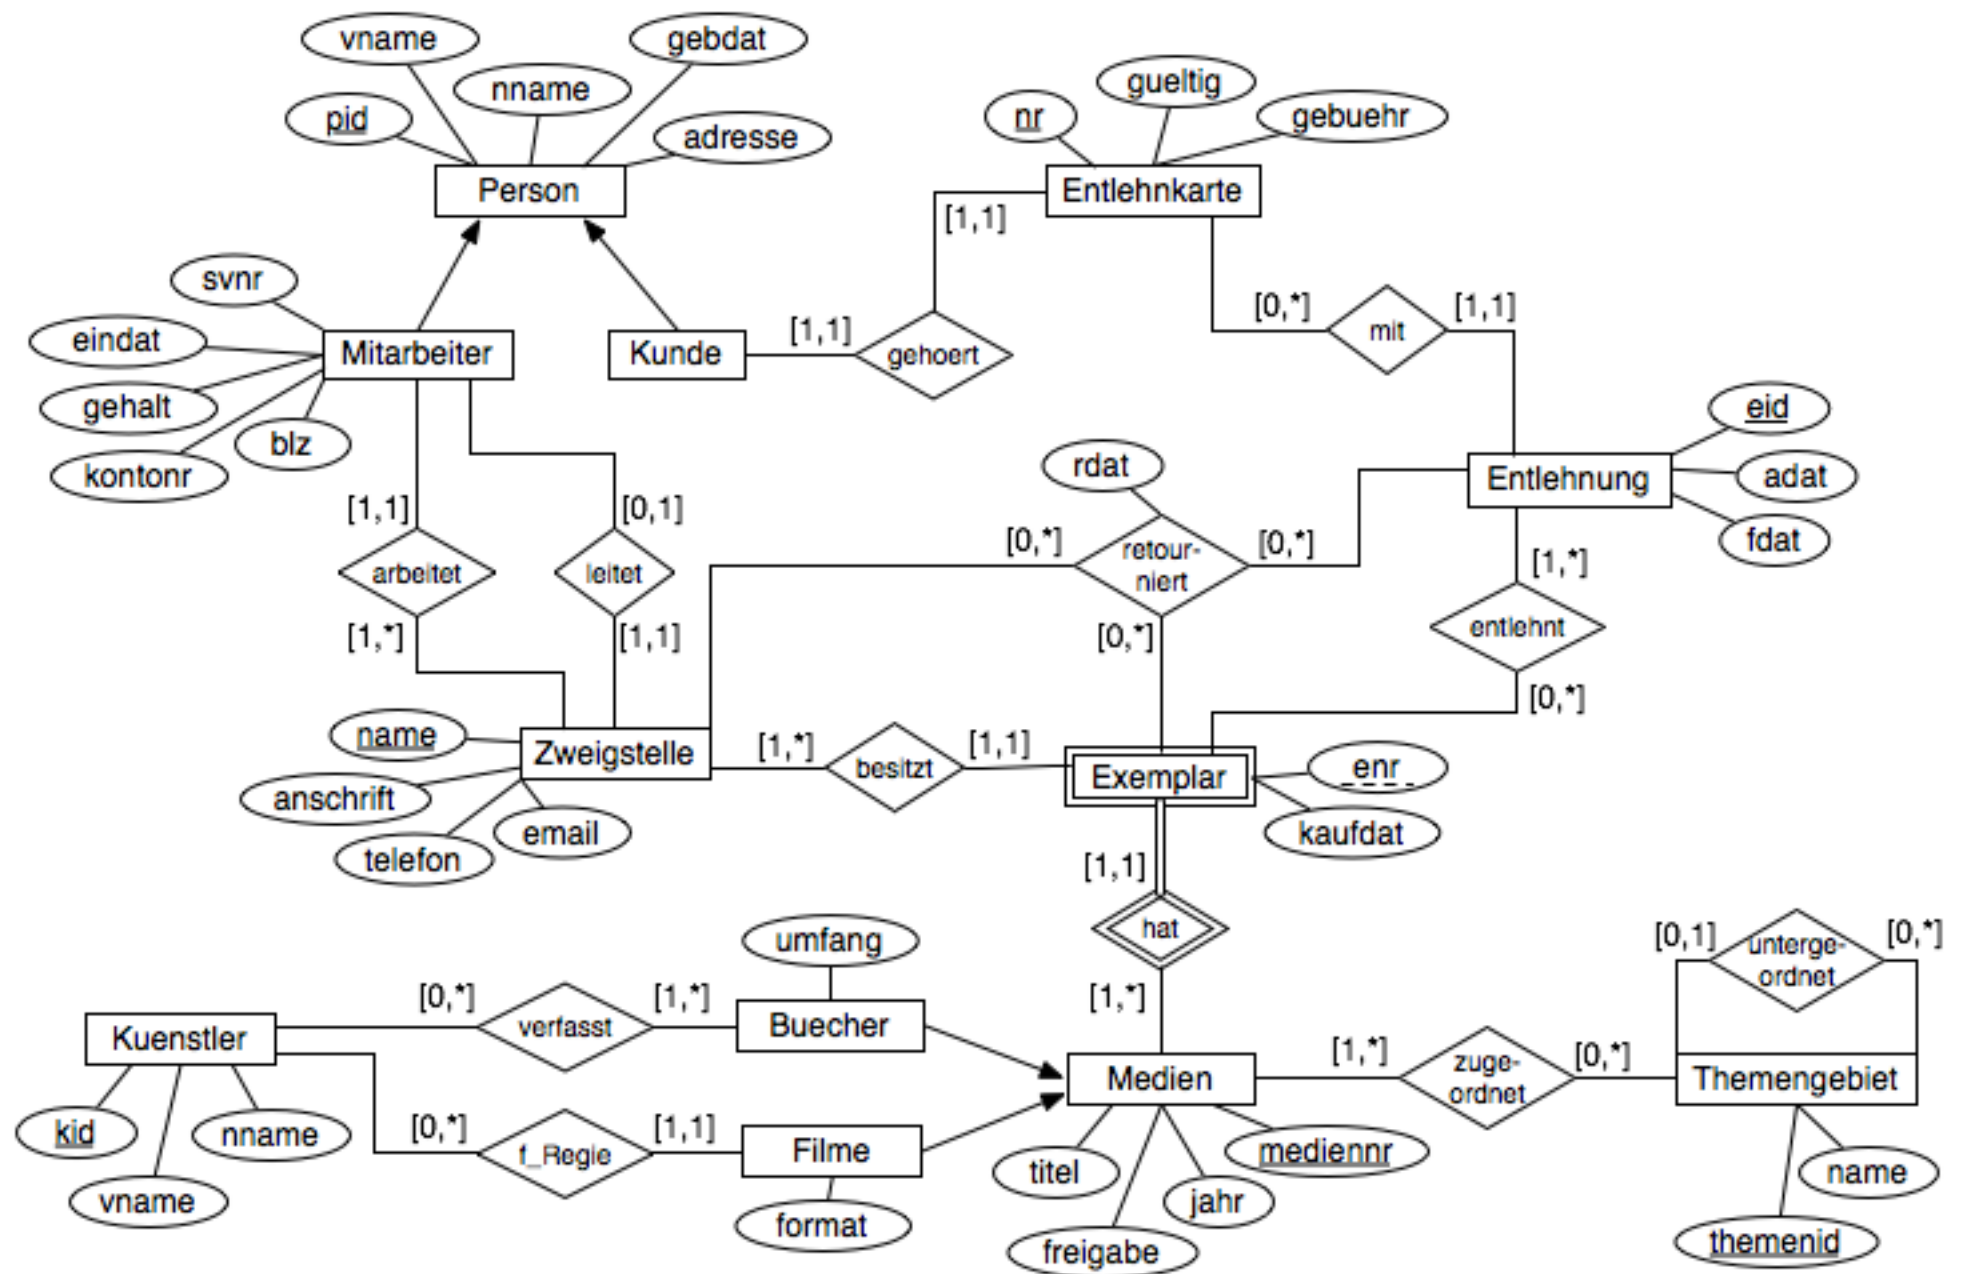 vname
gebdat
nname
pid
adresse
Person
gueltig
nr
gebuehr
Entlehnkarte
[1,1]
svnr
eindat
Mitarbeiter
gehalt
blz
kontonr
Kunde
[1,1]
gehoert
[0,*]
mit
[1,1]
eid
Entlehnung
adat
fdat
rdat
[1,1]
[0,1]
arbeitet
leitet
[1,*]
[1,1]
[0,*]
retour-
niert
[0,*]
[0,*]
[1,*]
entlehnt
[0,*]
name
Zweigstelle
anschrift
telefon
email
[1,*]
besitzt
[1,1]
Exemplar
enr
kaufdat
[1,1]
hat
[1,*]
umfang
Kuenstler
[0,*]
verfasst
[1,*]
Buecher
kid
nname
vname
[0,*]
f_Regie
[1,1]
Filme
format
Medien
titel
mediennr
jahr
freigabe
[1,*]
zuge-
ordnet
[0,*]
[0,1]
unterge-
ordnet
[0,*]
Themengebiet
name
themenid